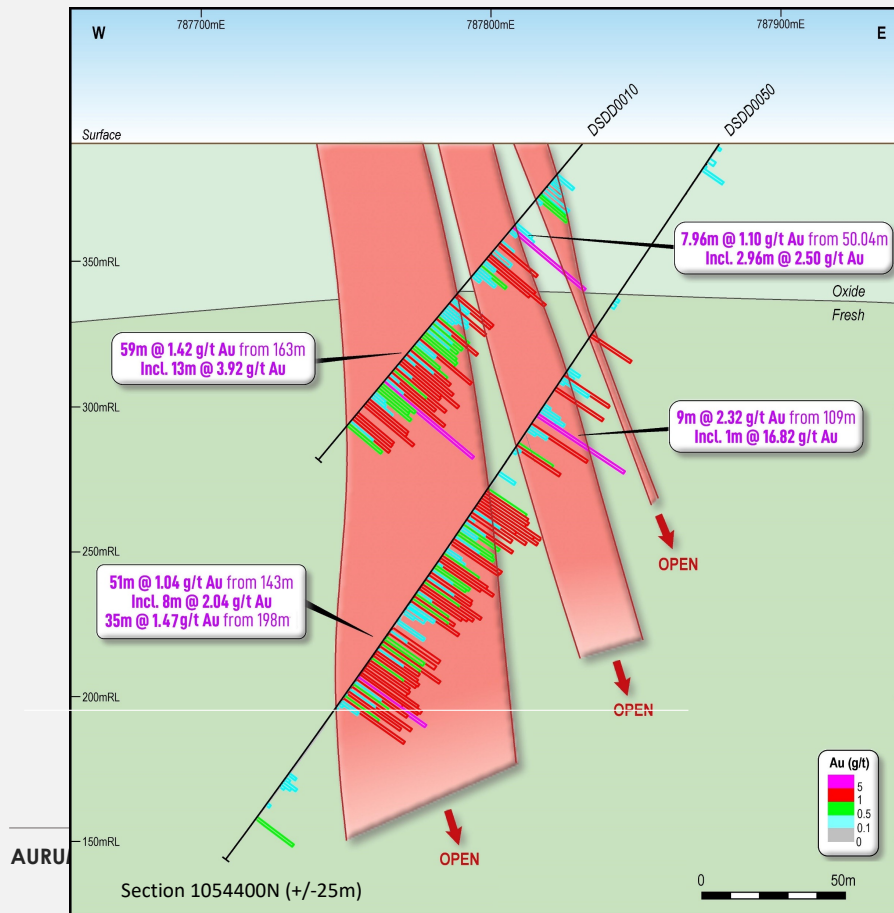 787700mE
787800mE
787900mE
W
E
DSDD0010
DSDD0050
Surface
7.96m @ 1.10 g/t Au from 50.04m
Incl. 2.96m @ 2.50 g/t Au
350mRL
Oxide
Fresh
59m @ 1.42 g/t Au from 163m
Incl. 13m @ 3.92 g/t Au
300mRL
9m @ 2.32 g/t Au from 109m
Incl. 1m @ 16.82 g/t Au
250mRL
OPEN
51m @ 1.04 g/t Au from 143m
Incl. 8m @ 2.04 g/t Au
35m @ 1.47g/t Au from 198m
200mRL
OPEN
Au (g/t)
5
1
0.5
0.1
0
150mRL
OPEN
Section 1054400N (+/-25m)
0
50m